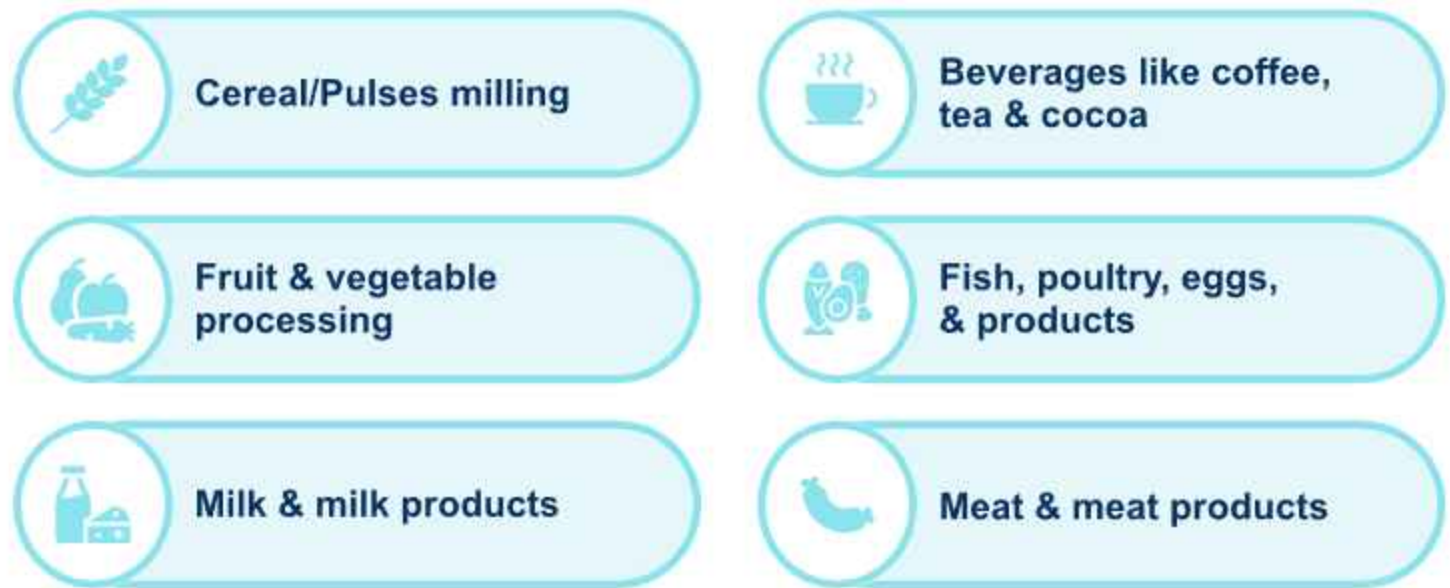 Cereal/Pulses milling
Beverages like coffee,
tea & cocoa
Fruit & vegetable
processing
Fish, poultry, eggs,
& products
Milk & milk products
Meat & meat products